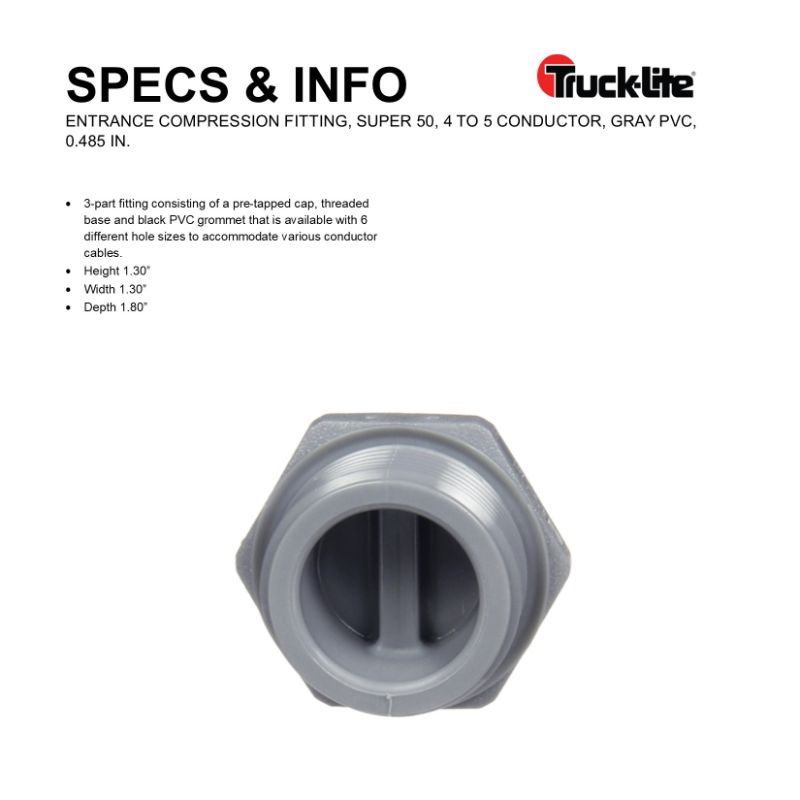 SPECS & INFO
Truck-Lite®
ENTRANCE COMPRESSION FITTING, SUPER 50, 4 TO 5 CONDUCTOR, GRAY PVC,
0.485 IN.
• 3-part fitting consisting of a pre-tapped cap, threaded
base and black PVC grommet that is available with 6
different hole sizes to accommodate various conductor
cables.
• Height 1.30”
• Width 1.30”
• Depth 1.80”